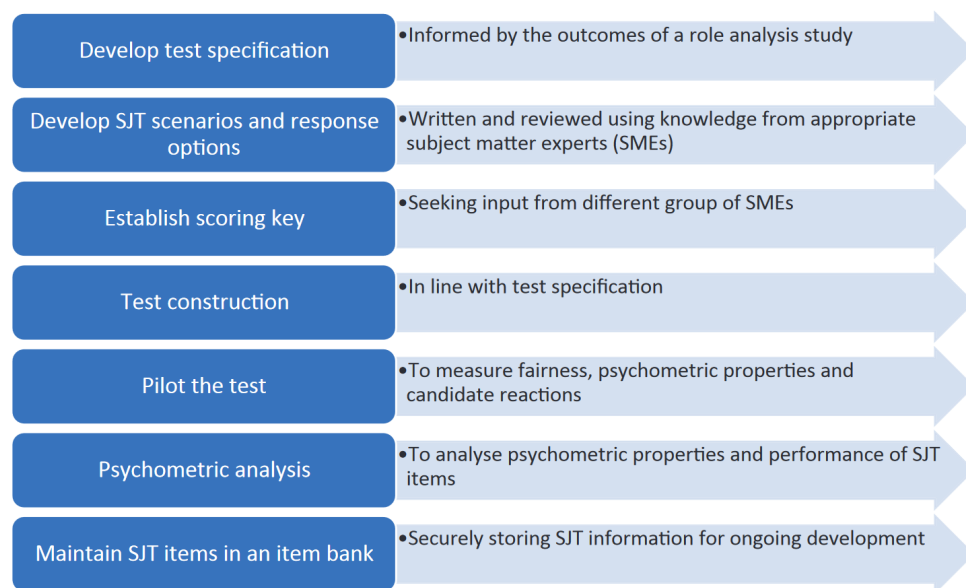 Develop test specification
•Informed by the outcomes of a role analysis study
Develop SJT scenarios and response
options
•Written and reviewed using knowledge from appropriate
subject matter experts (SMEs)
Establish scoring key
•Seeking input from different group of SMEs
Test construction
•In line with test specification
Pilot the test
•To measure fairness, psychometric properties and
candidate reactions
Psychometric analysis
•To analyse psychometric properties and performance of SJT
items
Maintain SJT items in an item bank
•Securely storing SJT information for ongoing development